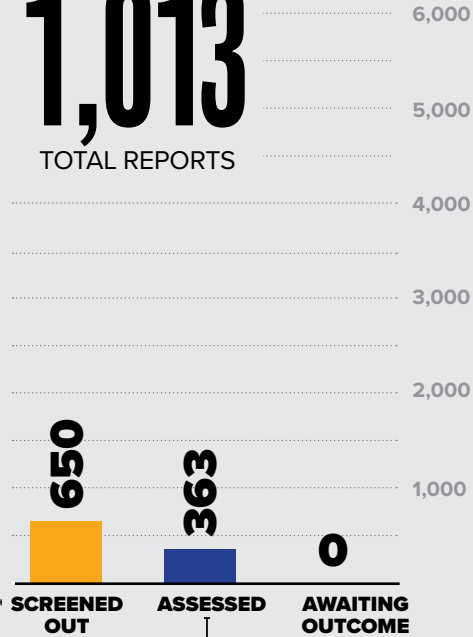 1,013
TOTAL REPORTS
6,000
5,000
4,000
3,000
2,000
1,000
650
363
0
SCREENED
OUT
ASSESSED
AWAITING
OUTCOME